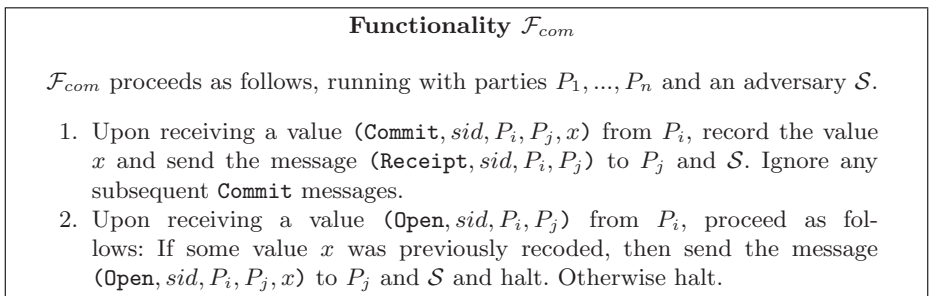 Functionality F_com
F_com proceeds as follows, running with parties P_1, ..., P_n and an adversary S.
1. Upon receiving a value (Commit, sid, P_i, P_j, x) from P_i, record the value
x and send the message (Receipt, sid, P_i, P_j) to P_j and S. Ignore any
subsequent Commit messages.
2. Upon receiving a value (Open, sid, P_i, P_j) from P_i, proceed as fol-
lows: If some value x was previously recoded, then send the message
(Open, sid, P_i, P_j, x) to P_j and S and halt. Otherwise halt.